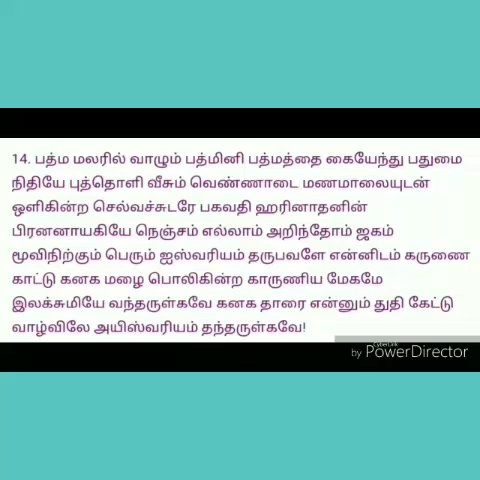 14. பத்ம மலரில் வாழும் பத்மினி பத்மத்தை கையேந்து பதுமை
நிதியே புத்தொளி வீசும் வெண்ணாடை மணமாலையுடன்
ஒளிகின்ற செல்வச்சுடரே பகவதி ஹரினாதனின்
பிரனனாயகியே நெஞ்சம் எல்லாம் அறிந்தோம் ஜகம்
மூவிநிற்கும் பெரும் ஐஸ்வரியம் தருபவளே என்னிடம் கருணை
காட்டு கனக மழை பொலிகின்ற காருணிய மேகமே
இலக்சுமியே வந்தருள்கவே கனக தாரை என்னும் துதி கேட்டு
வாழ்விலே அயிஸ்வரியம் தந்தருள்கவே!
CyberLink
by PowerDirector